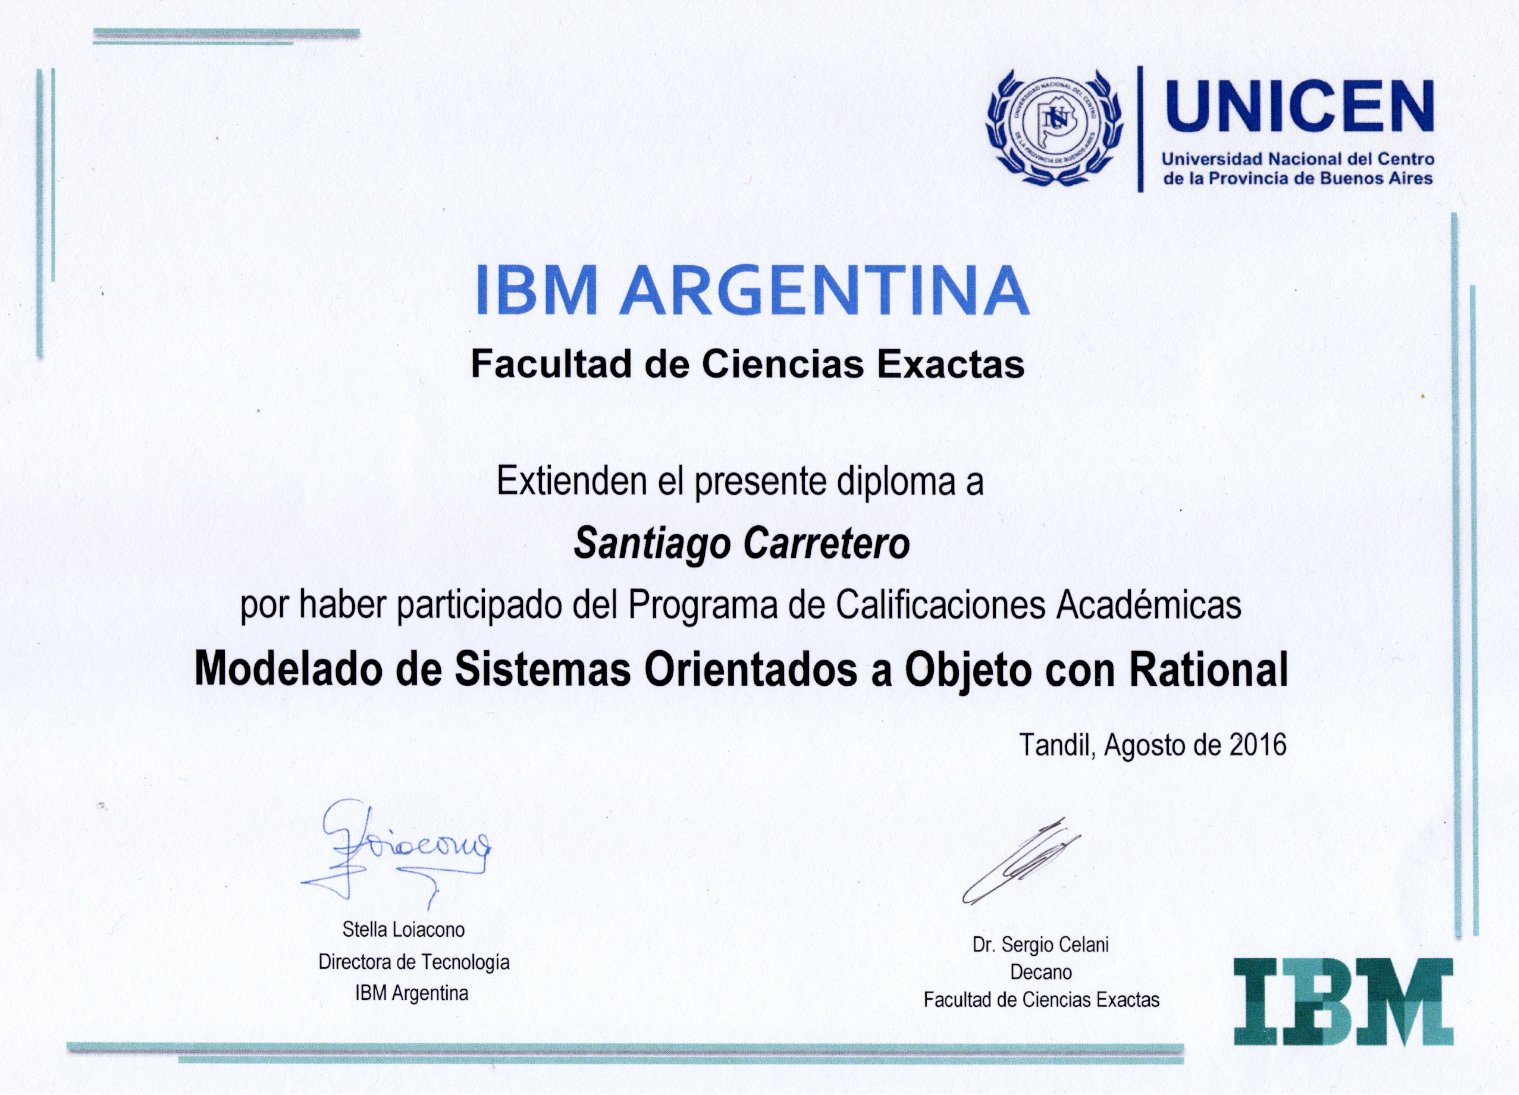 UNIVERSIDAD NACIONAL DEL CENTRO
DE LA PROVINCIA DE BUENOS AIRES
UNICEN
Universidad Nacional del Centro
de la Provincia de Buenos Aires
IBM ARGENTINA
Facultad de Ciencias Exactas
Extienden el presente diploma a
Santiago Carretero
por haber participado del Programa de Calificaciones Académicas
Modelado de Sistemas Orientados a Objeto con Rational
Tandil, Agosto de 2016
Stella Loiacono
Directora de Tecnología
IBM Argentina
Dr. Sergio Celani
Decano
Facultad de Ciencias Exactas
IBM